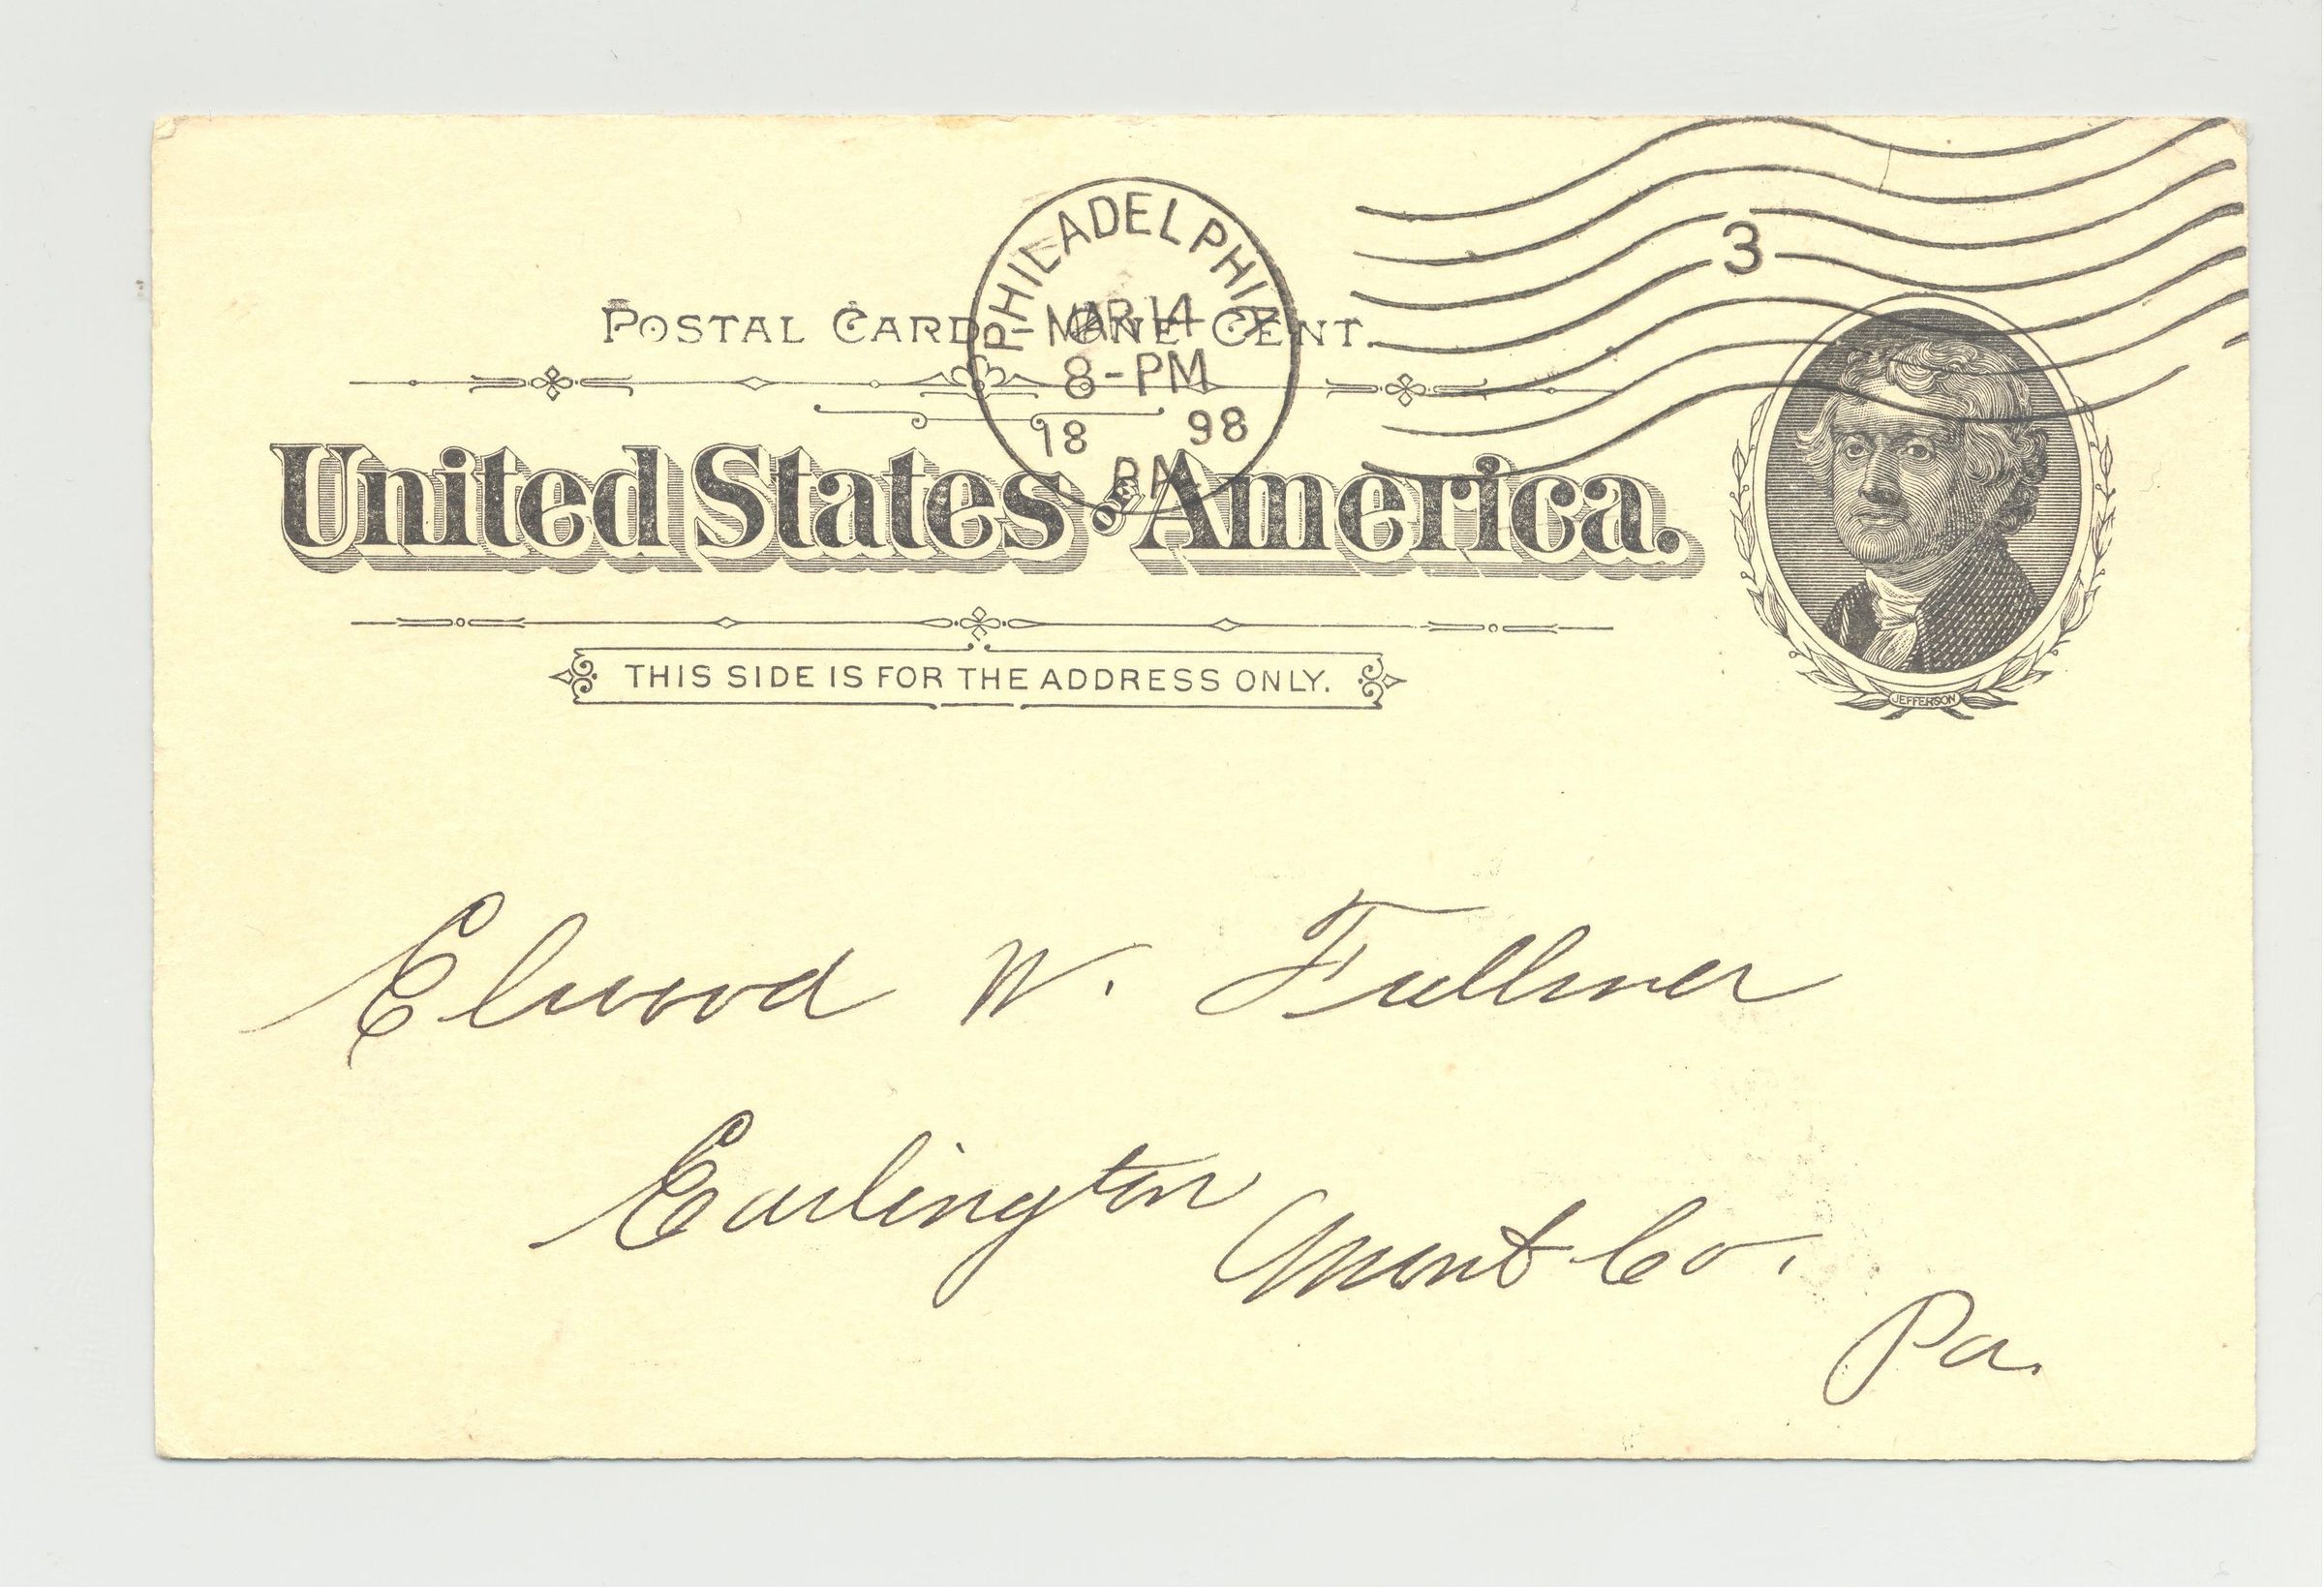 PHILADELPHIA
MAR 14
8-PM
18 98
PA.
3
POSTAL CARD – ONE CENT.
United States of America.
THIS SIDE IS FOR THE ADDRESS ONLY.
JEFFERSON
Elwood W. Fullmer
Earlington
Mont Co.
Pa.